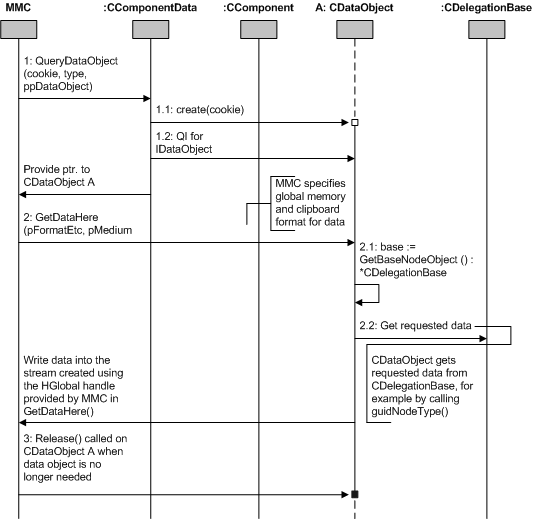 MMC :CComponentData :CComponent A: CDataObject :CDelegationBase
1: QueryDataObject
(cookie, type,
ppDataObject)
1.1: create(cookie)
1.2: QI for
IDataObject
Provide ptr. to
CDataObject A
MMC specifies
global memory
and clipboard
format for data
2: GetDataHere
(pFormatEtc, pMedium
2.1: base :=
GetBaseNodeObject () :
*CDelegationBase
2.2: Get requested data
Write data into the
stream created using
the HGlobal handle
provided by MMC in
GetDataHere()
CDataObject gets
requested data from
CDelegationBase, for
example by calling
guidNodeType()
3: Release() called on
CDataObject A when
data object is no
longer needed